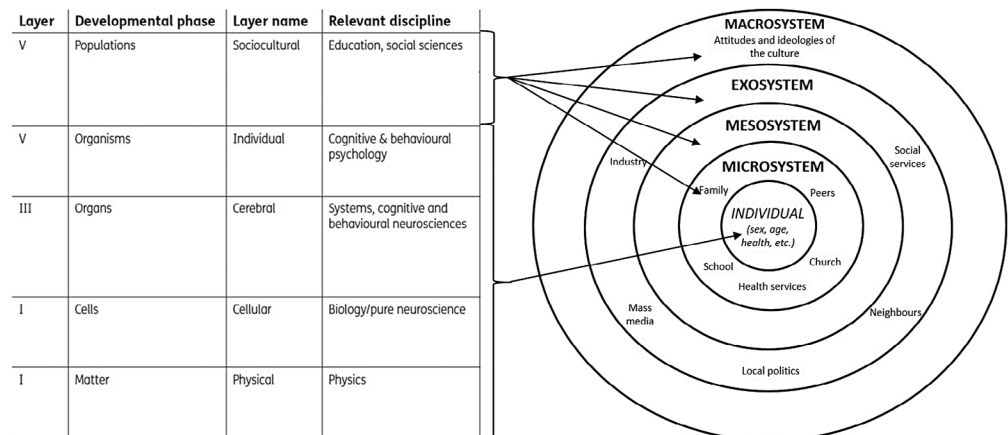 Layer Developmental phase Layer name Relevant discipline
V Populations Sociocultural Education, social sciences
V Organisms Individual Cognitive & behavioural
psychology
III Organs Cerebral Systems, cognitive and
behavioural neurosciences
I Cells Cellular Biology/pure neuroscience
I Matter Physical Physics
MACROSYSTEM
Attitudes and ideologies of
the culture
EXOSYSTEM
MESOSYSTEM
Industry
Social
services
MICROSYSTEM
Family
Peers
INDIVIDUAL
(sex, age,
health, etc.)
School
Church
Health services
Mass
media
Neighbours
Local politics